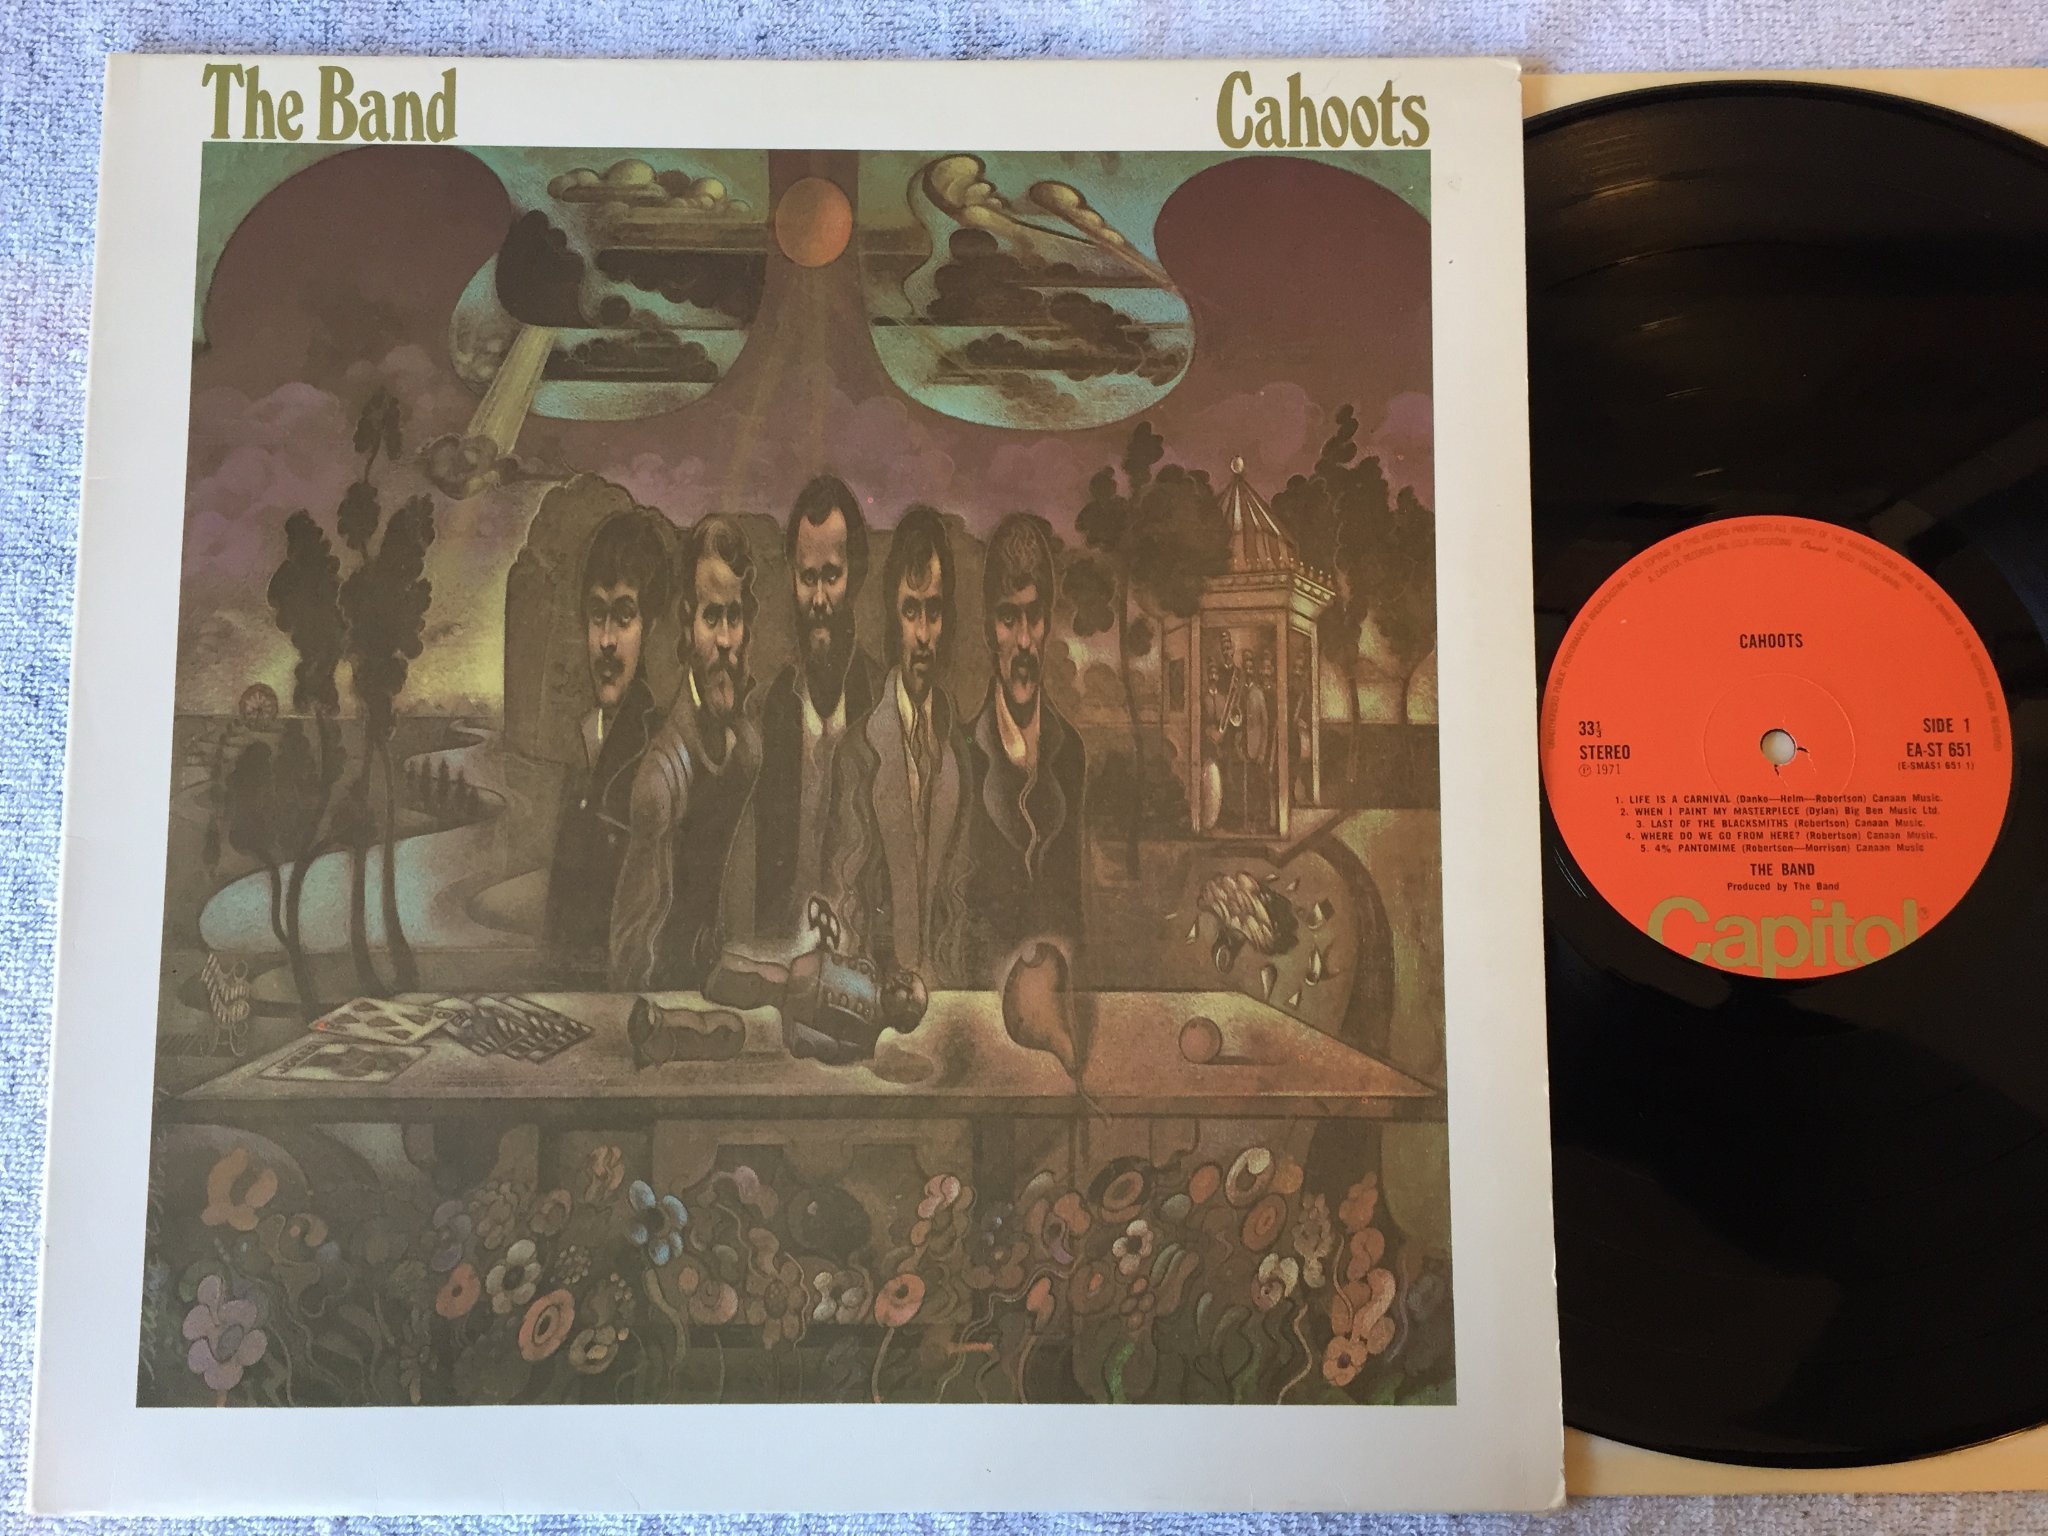 The Band
Cahoots
CAHOOTS
33⅓
STEREO
℗ 1971
SIDE 1
EA-ST 651
(E-SMAS1 651 1)
1. LIFE IS A CARNIVAL (Danko—Helm—Robertson) Canaan Music.
2. WHEN I PAINT MY MASTERPIECE (Dylan) Big Ben Music Ltd.
3. LAST OF THE BLACKSMITHS (Robertson) Canaan Music.
4. WHERE DO WE GO FROM HERE? (Robertson) Canaan Music.
5. 4% PANTOMIME (Robertson—Morrison) Canaan Music
THE BAND
Produced by The Band
Capitol